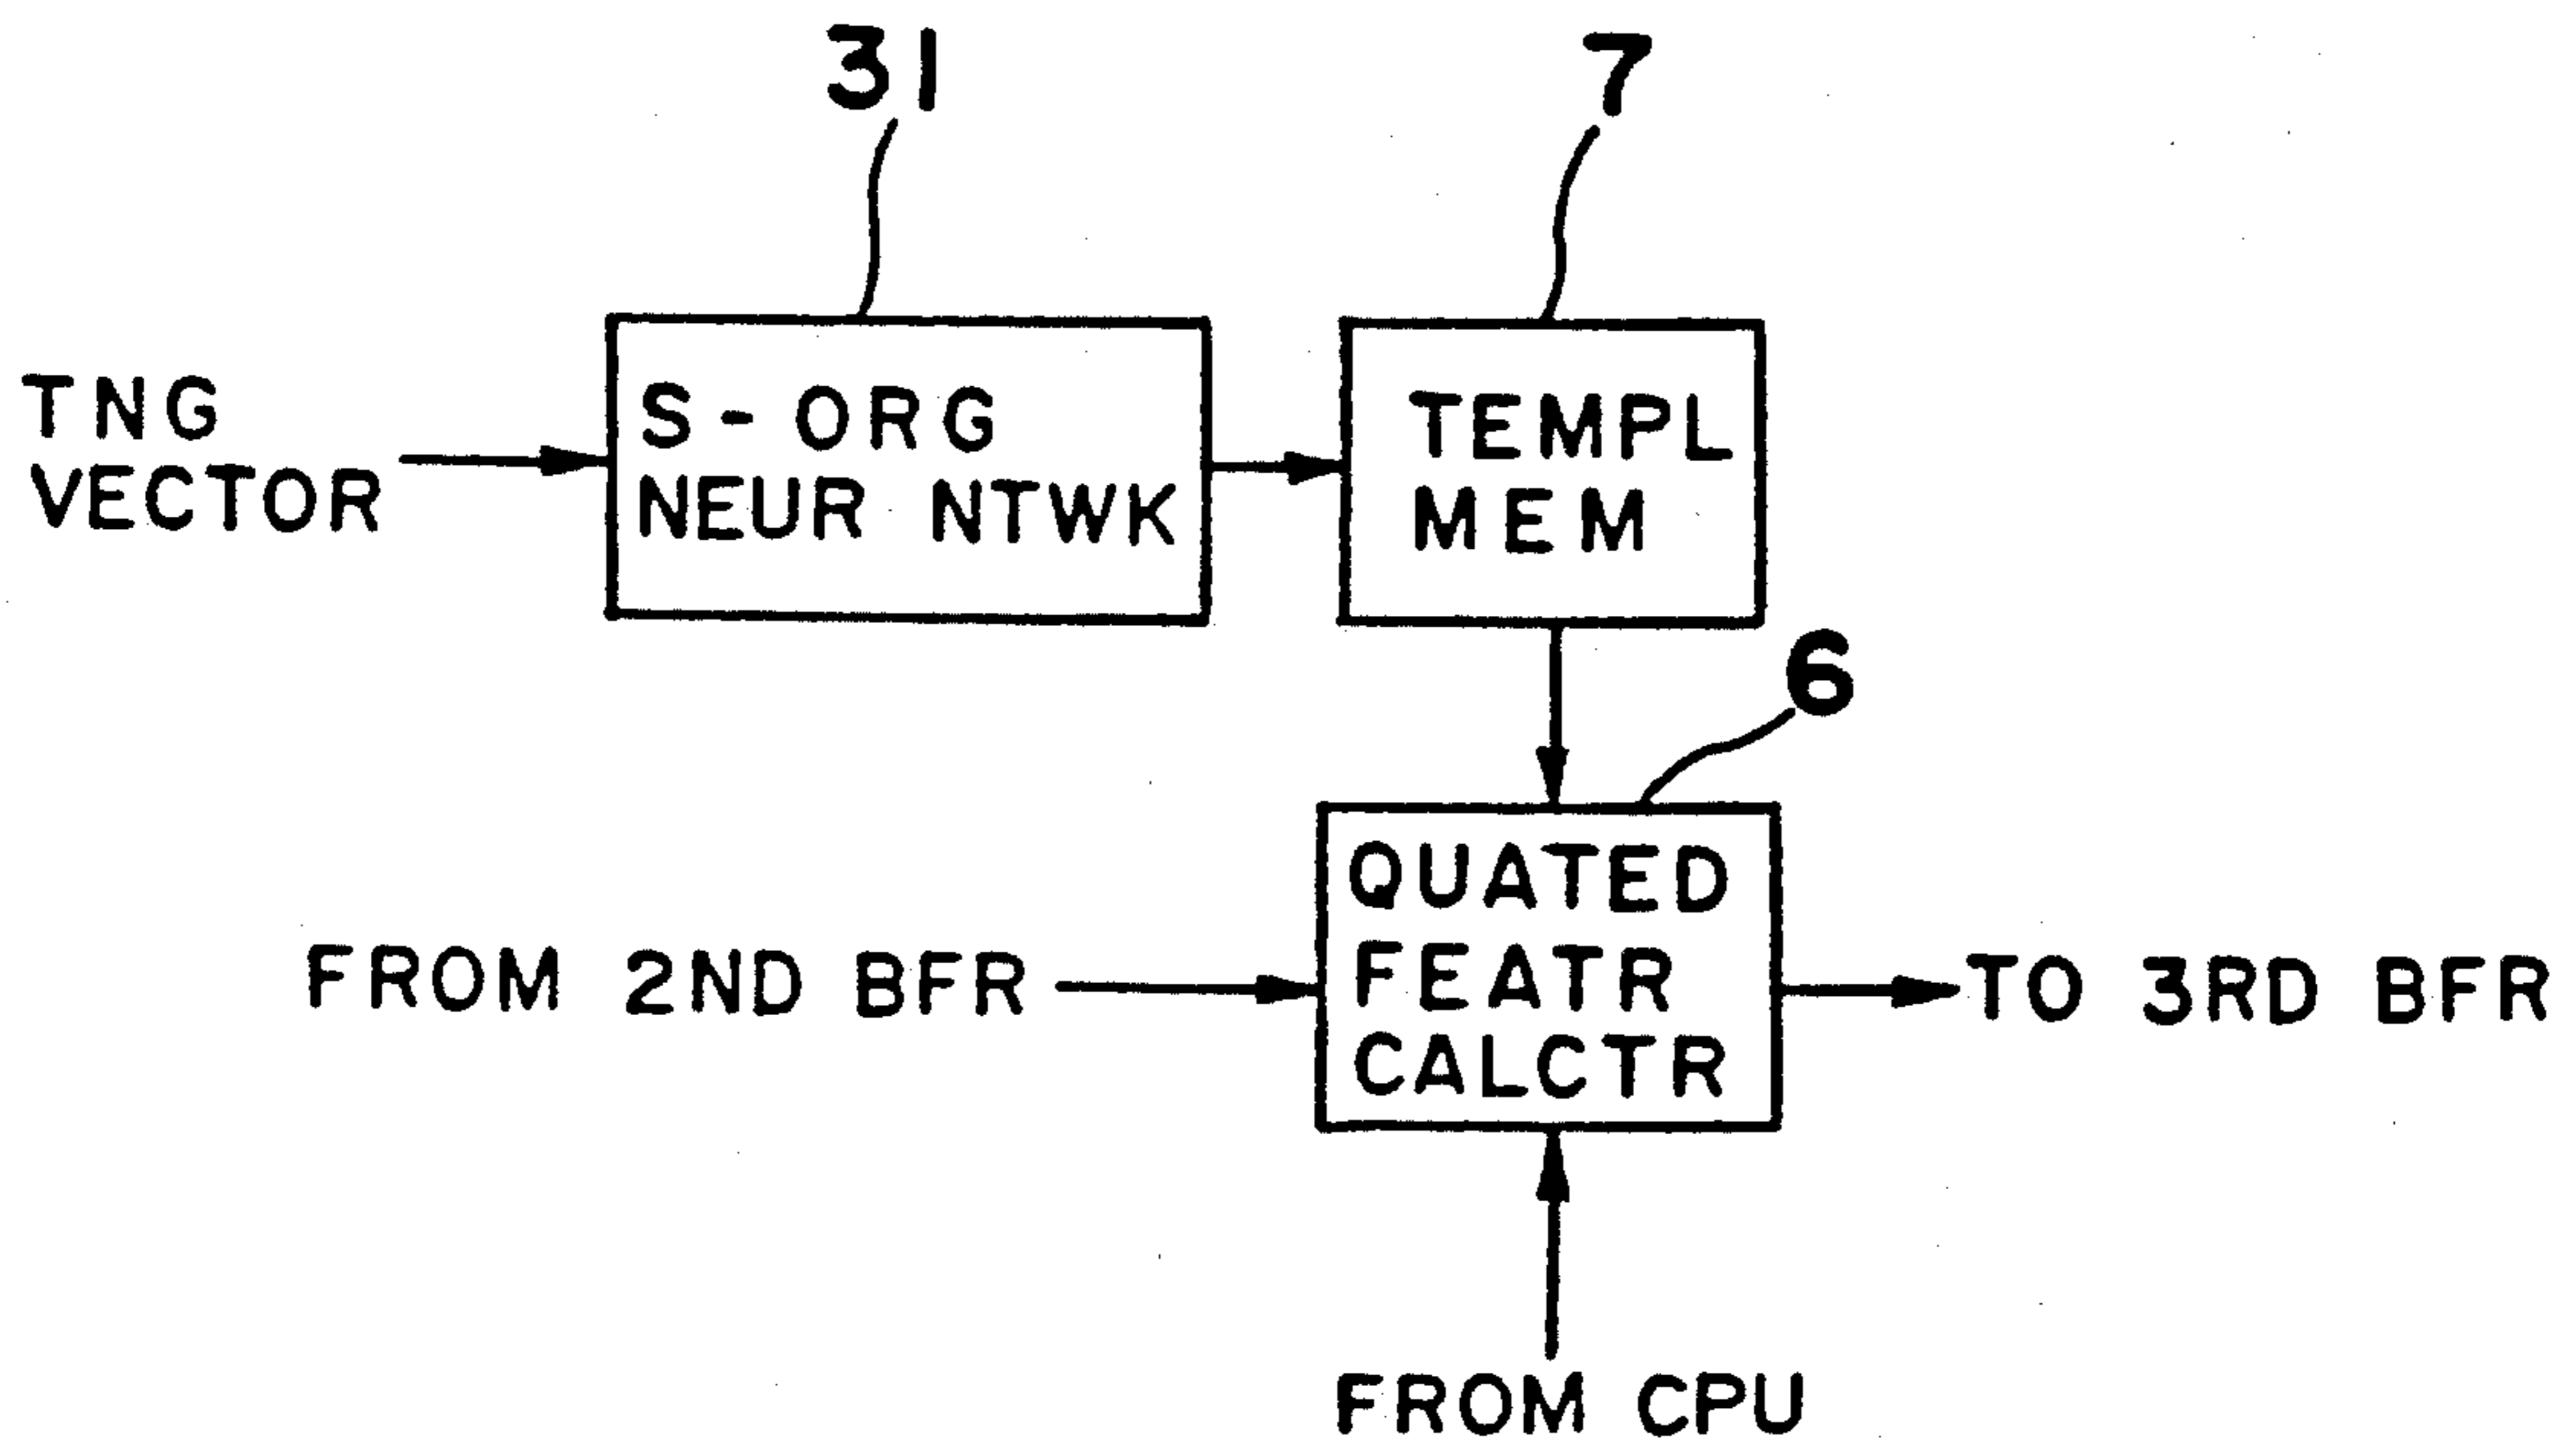 31
7
TNG
VECTOR
S-ORG
NEUR NTWK
TEMPL
MEM
6
QUATED
FEATR
CALCTR
FROM 2ND BFR
TO 3RD BFR
FROM CPU